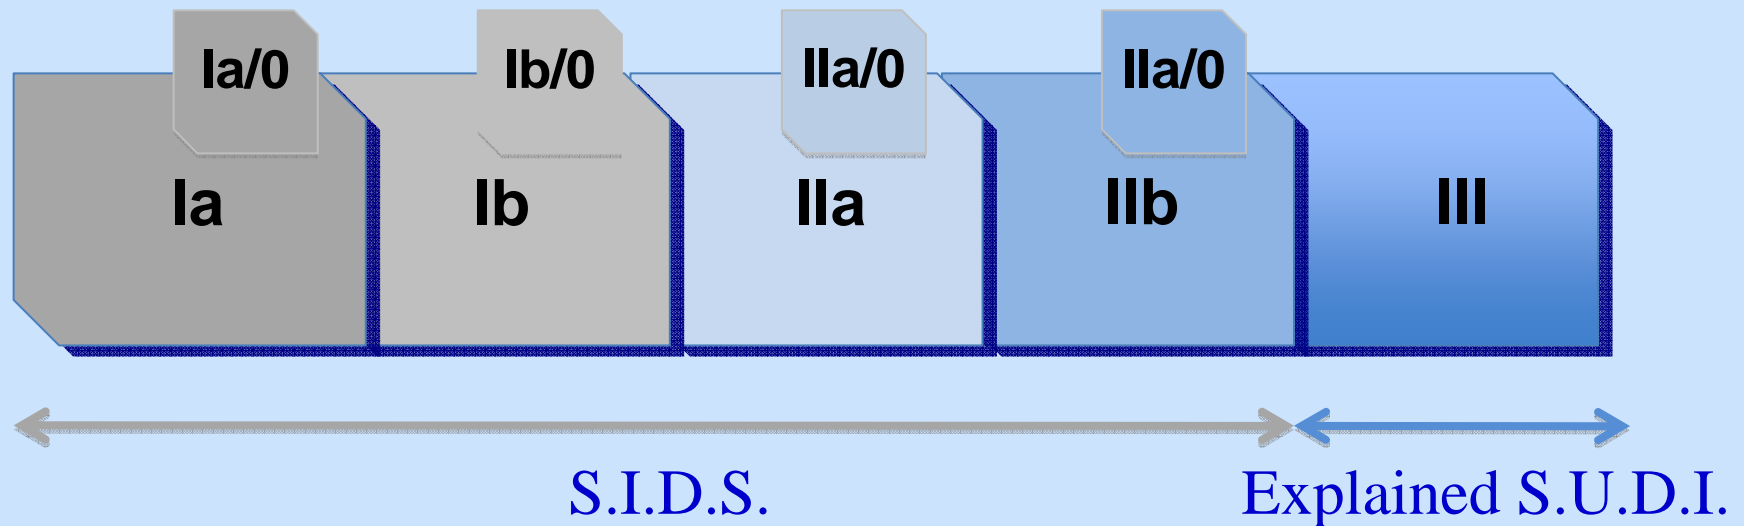 Ia/0 Ib/0 IIa/0 IIa/0
Ia Ib IIa IIb III
S.I.D.S. Explained S.U.D.I.